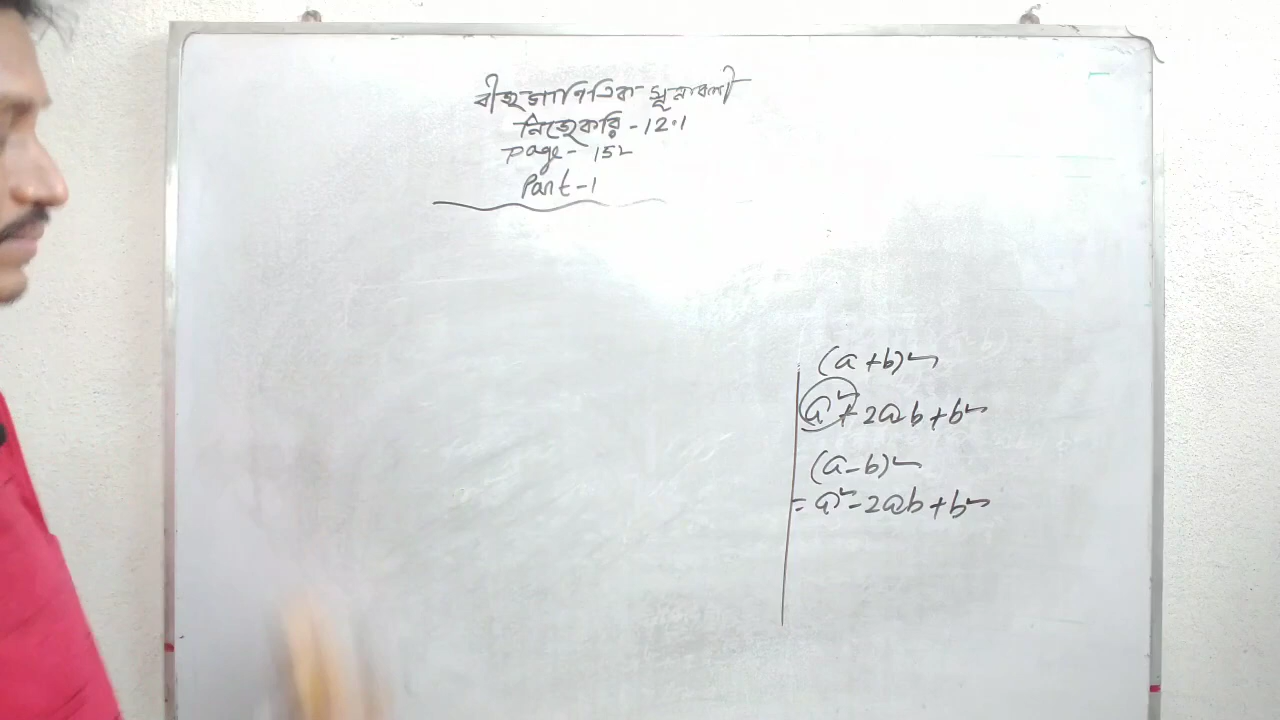 বীজগাণিতিক সূত্রাবলী
নিজেকরি - 12.1
Page - 152
Part - 1
(a+b)²
a² + 2ab + b²
(a-b)²
= a² - 2ab + b²